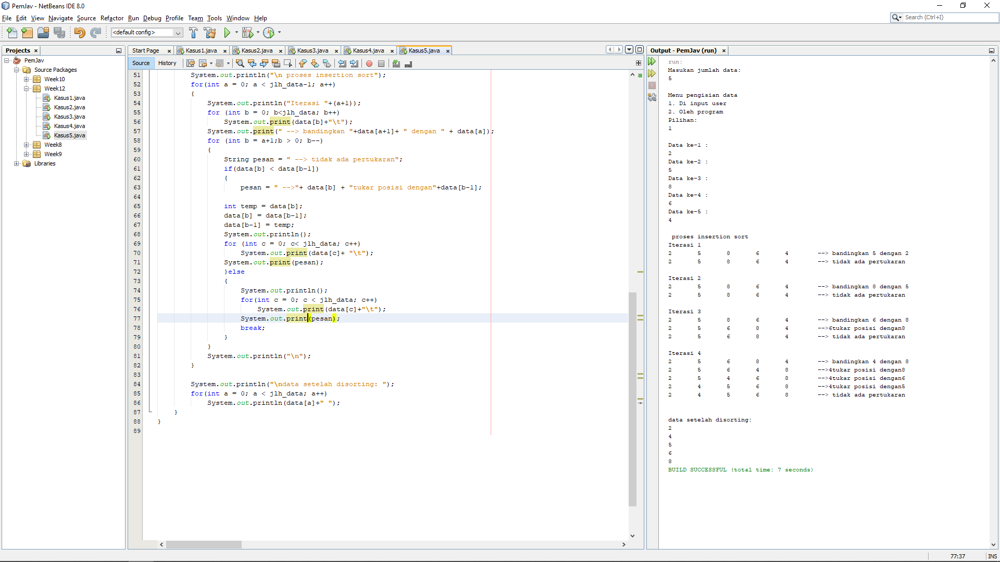 PemJav - NetBeans IDE 8.0
File Edit View Navigate Source Refactor Run Debug Profile Team Tools Window Help
Search (Ctrl+I)
<default config>
Projects
PemJav
Source Packages
Week10
Week12
Kasus1.java
Kasus2.java
Kasus3.java
Kasus4.java
Kasus5.java
Week8
Week9
Libraries
Start Page Kasus1.java Kasus2.java Kasus3.java Kasus4.java Kasus5.java
Source History
51 System.out.println("\n proses insertion sort");
52 for(int a = 0; a < jlh_data-1; a++)
53 {
54 System.out.println("Iterasi "+(a+1));
55 for (int b = 0; b<jlh_data; b++)
56 System.out.print(data[b]+"\t");
57 System.out.print(" --> bandingkan "+data[a+1]+ " dengan " + data[a]);
58 for (int b = a+1;b > 0; b--)
59 {
60 String pesan = " --> tidak ada pertukaran";
61 if(data[b] < data[b-1])
62 {
63 pesan = " -->"+ data[b] + "tukar posisi dengan"+data[b-1];
64
65 int temp = data[b];
66 data[b] = data[b-1];
67 data[b-1] = temp;
68 System.out.println();
69 for (int c = 0; c< jlh_data; c++)
70 System.out.print(data[c]+ "\t");
71 System.out.print(pesan);
72 }else
73 {
74 System.out.println();
75 for(int c = 0; c < jlh_data; c++)
76 System.out.print(data[c]+"\t");
77 System.out.print(pesan);
78 break;
79 }
80 }
81 System.out.println("\n");
82 }
83
84 System.out.println("\ndata setelah disorting: ");
85 for(int a = 0; a < jlh_data; a++)
86 System.out.println(data[a]+" ");
87 }
88 }
89
Output - PemJav (run)
run:
Masukan jumlah data:
5
Menu pengisian data
1. Di input user
2. Oleh program
Pilihan:
1
Data ke-1 :
2
Data ke-2 :
5
Data ke-3 :
8
Data ke-4 :
6
Data ke-5 :
4
proses insertion sort
Iterasi 1
2 5 8 6 4 --> bandingkan 5 dengan 2
2 5 8 6 4 --> tidak ada pertukaran
Iterasi 2
2 5 8 6 4 --> bandingkan 8 dengan 5
2 5 8 6 4 --> tidak ada pertukaran
Iterasi 3
2 5 8 6 4 --> bandingkan 6 dengan 8
2 5 6 8 4 -->6tukar posisi dengan8
2 5 6 8 4 --> tidak ada pertukaran
Iterasi 4
2 5 6 8 4 --> bandingkan 4 dengan 8
2 5 6 4 8 -->4tukar posisi dengan8
2 5 4 6 8 -->4tukar posisi dengan6
2 4 5 6 8 -->4tukar posisi dengan5
2 4 5 6 8 --> tidak ada pertukaran
data setelah disorting:
2
4
5
6
8
BUILD SUCCESSFUL (total time: 7 seconds)
77:37 INS